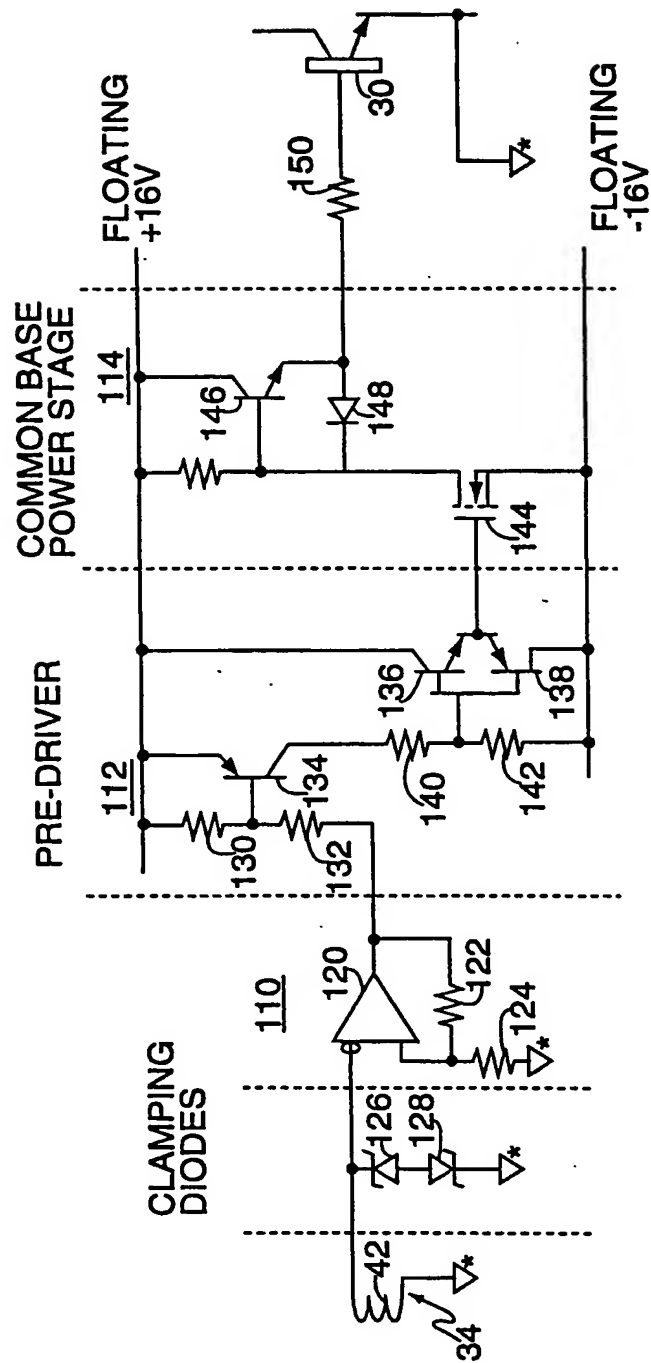 CLAMPING
DIODES
PRE-DRIVER
COMMON BASE
POWER STAGE
FLOATING
+16V
FLOATING
-16V
110
112
114
34
42
126
128
120
122
124
130
132
134
140
142
136
138
144
146
148
150
30
*
*
*
*